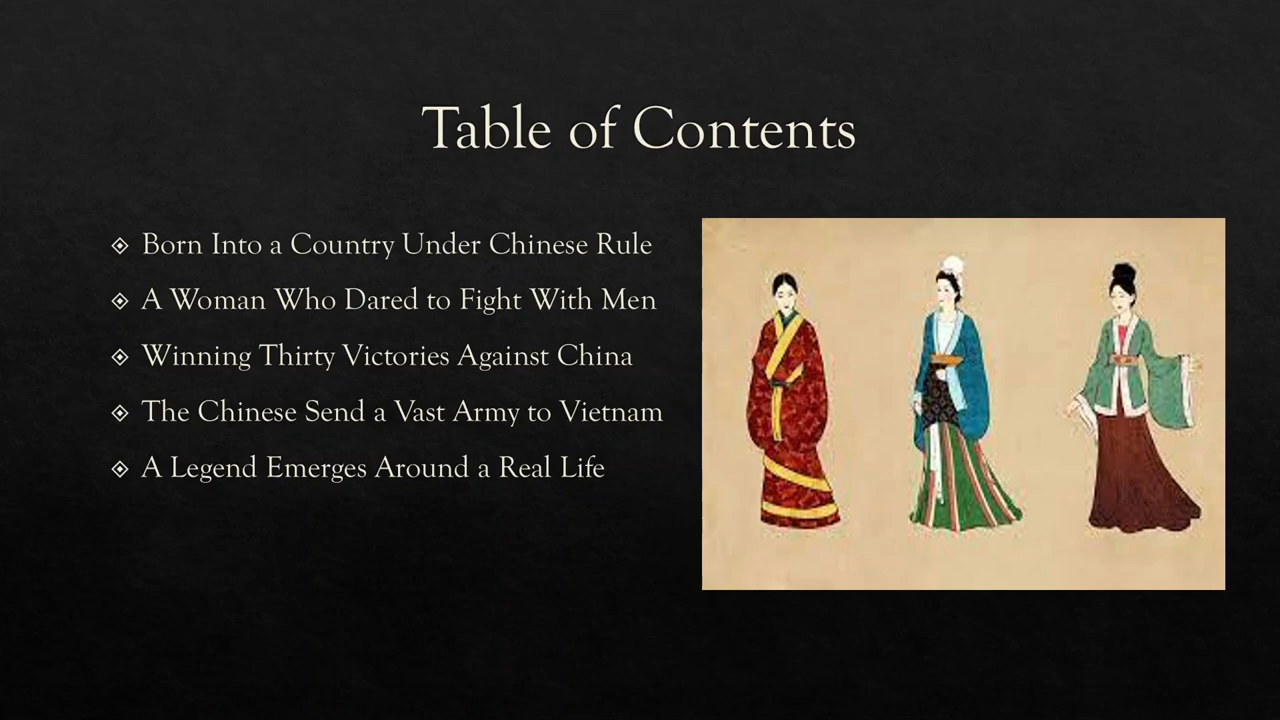 Table of Contents
Born Into a Country Under Chinese Rule
A Woman Who Dared to Fight With Men
Winning Thirty Victories Against China
The Chinese Send a Vast Army to Vietnam
A Legend Emerges Around a Real Life